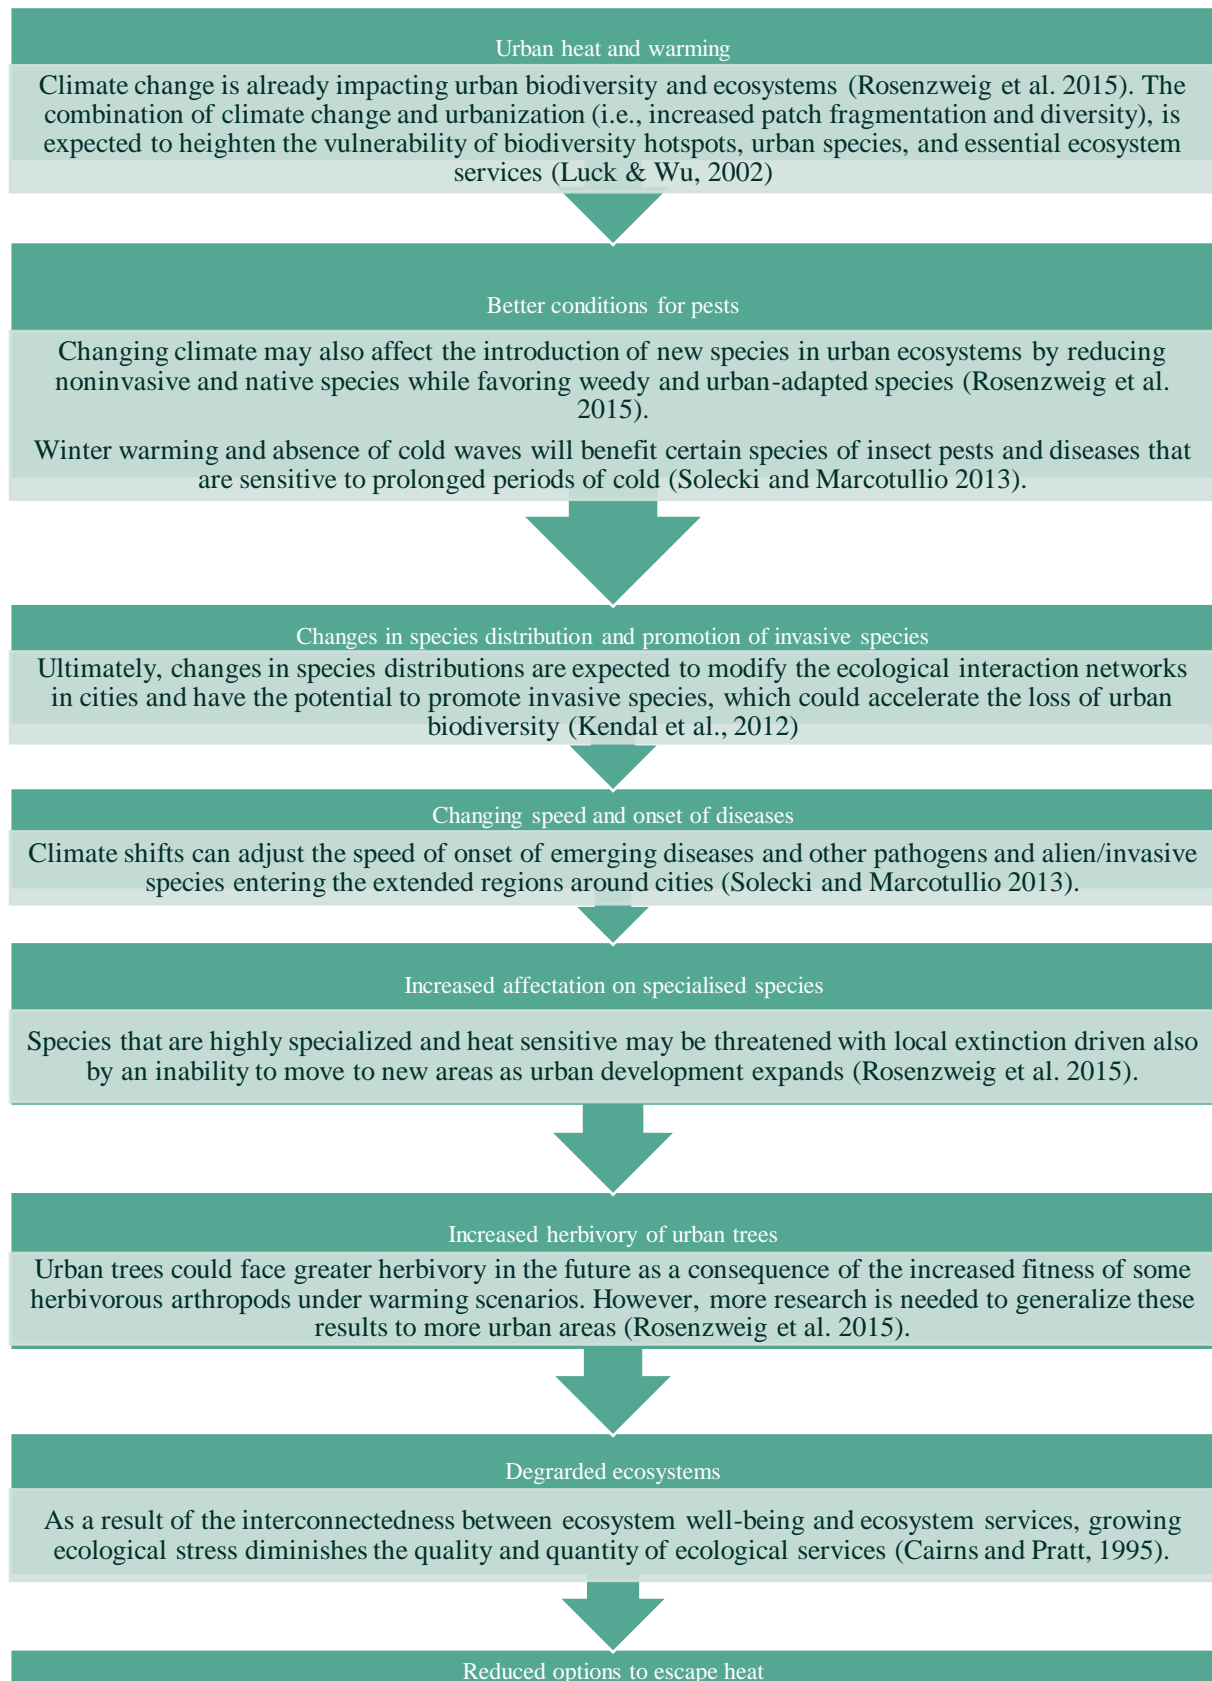 Urban heat and warming
Climate change is already impacting urban biodiversity and ecosystems (Rosenzweig et al. 2015). The
combination of climate change and urbanization (i.e., increased patch fragmentation and diversity), is
expected to heighten the vulnerability of biodiversity hotspots, urban species, and essential ecosystem
services (Luck & Wu, 2002)
Better conditions for pests
Changing climate may also affect the introduction of new species in urban ecosystems by reducing
noninvasive and native species while favoring weedy and urban-adapted species (Rosenzweig et al.
2015).
Winter warming and absence of cold waves will benefit certain species of insect pests and diseases that
are sensitive to prolonged periods of cold (Solecki and Marcotullio 2013).
Changes in species distribution and promotion of invasive species
Ultimately, changes in species distributions are expected to modify the ecological interaction networks
in cities and have the potential to promote invasive species, which could accelerate the loss of urban
biodiversity (Kendal et al., 2012)
Changing speed and onset of diseases
Climate shifts can adjust the speed of onset of emerging diseases and other pathogens and alien/invasive
species entering the extended regions around cities (Solecki and Marcotullio 2013).
Increased affectation on specialised species
Species that are highly specialized and heat sensitive may be threatened with local extinction driven also
by an inability to move to new areas as urban development expands (Rosenzweig et al. 2015).
Increased herbivory of urban trees
Urban trees could face greater herbivory in the future as a consequence of the increased fitness of some
herbivorous arthropods under warming scenarios. However, more research is needed to generalize these
results to more urban areas (Rosenzweig et al. 2015).
Degrarded ecosystems
As a result of the interconnectedness between ecosystem well-being and ecosystem services, growing
ecological stress diminishes the quality and quantity of ecological services (Cairns and Pratt, 1995).
Reduced options to escape heat